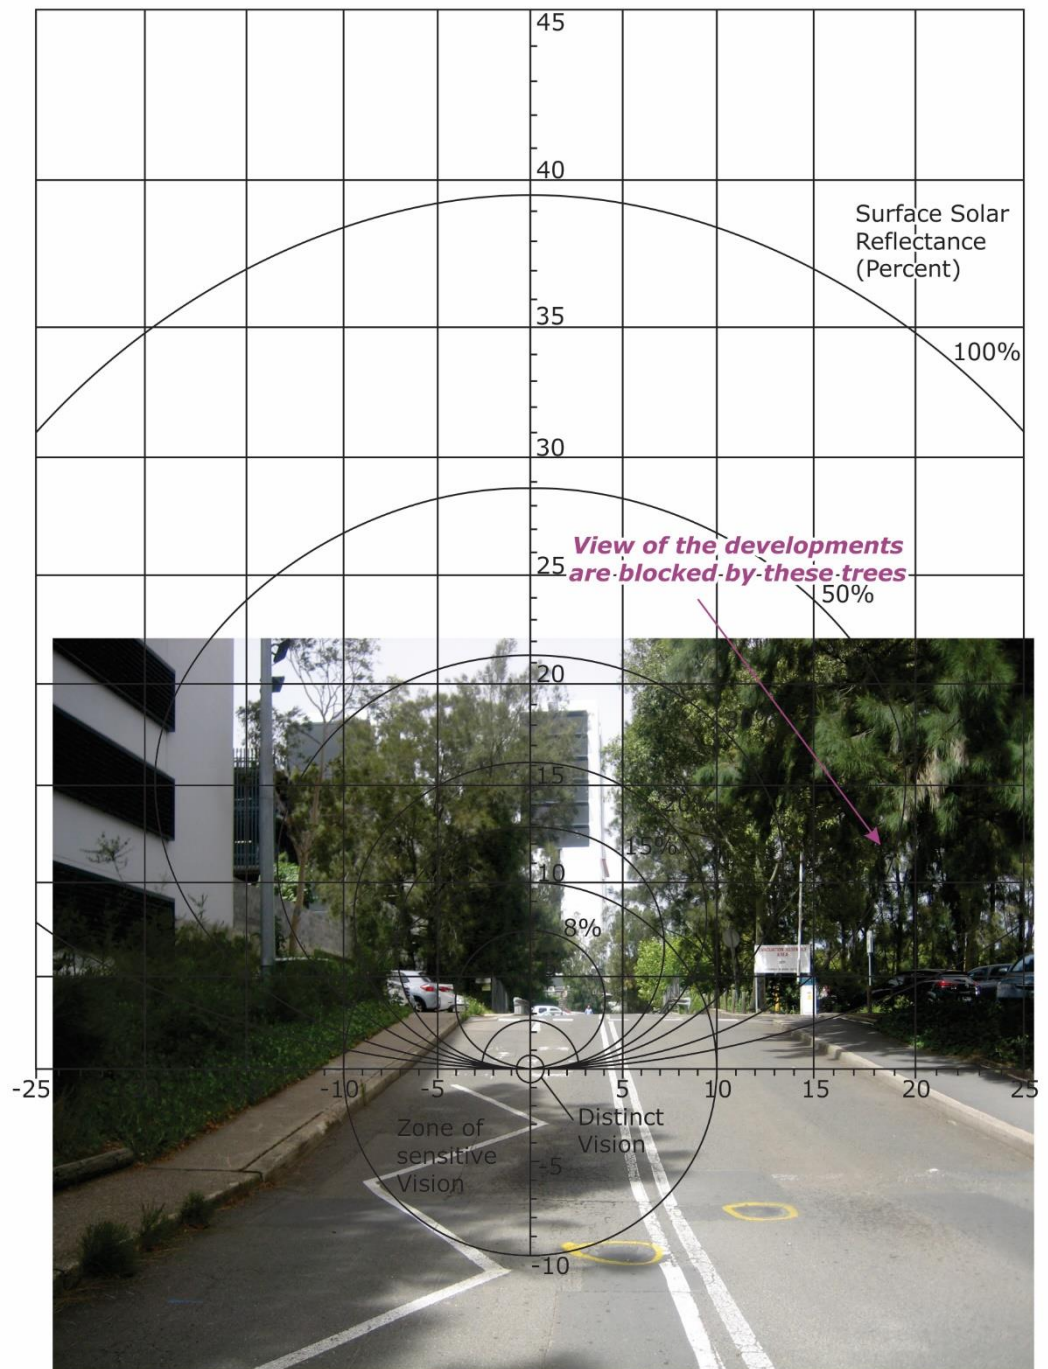 45
40
Surface Solar
Reflectance
(Percent)
35
100%
30
View of the developments
25 are blocked by these trees
50%
20
15
15%
10
8%
-25 -10 -5 5 10 15 20 25
Distinct
Vision
Zone of
sensitive
Vision
-5
-10